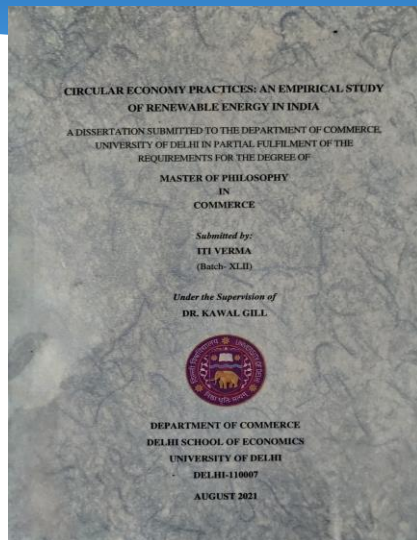 CIRCULAR ECONOMY PRACTICES: AN EMPIRICAL STUDY
OF RENEWABLE ENERGY IN INDIA
A DISSERTATION SUBMITTED TO THE DEPARTMENT OF COMMERCE,
UNIVERSITY OF DELHI IN PARTIAL FULFILMENT OF THE
REQUIREMENTS FOR THE DEGREE OF
MASTER OF PHILOSOPHY
IN
COMMERCE
Submitted by:
ITI VERMA
(Batch- XLII)
Under the Supervision of
DR. KAWAL GILL
DEPARTMENT OF COMMERCE
DELHI SCHOOL OF ECONOMICS
UNIVERSITY OF DELHI
DELHI-110007
AUGUST 2021